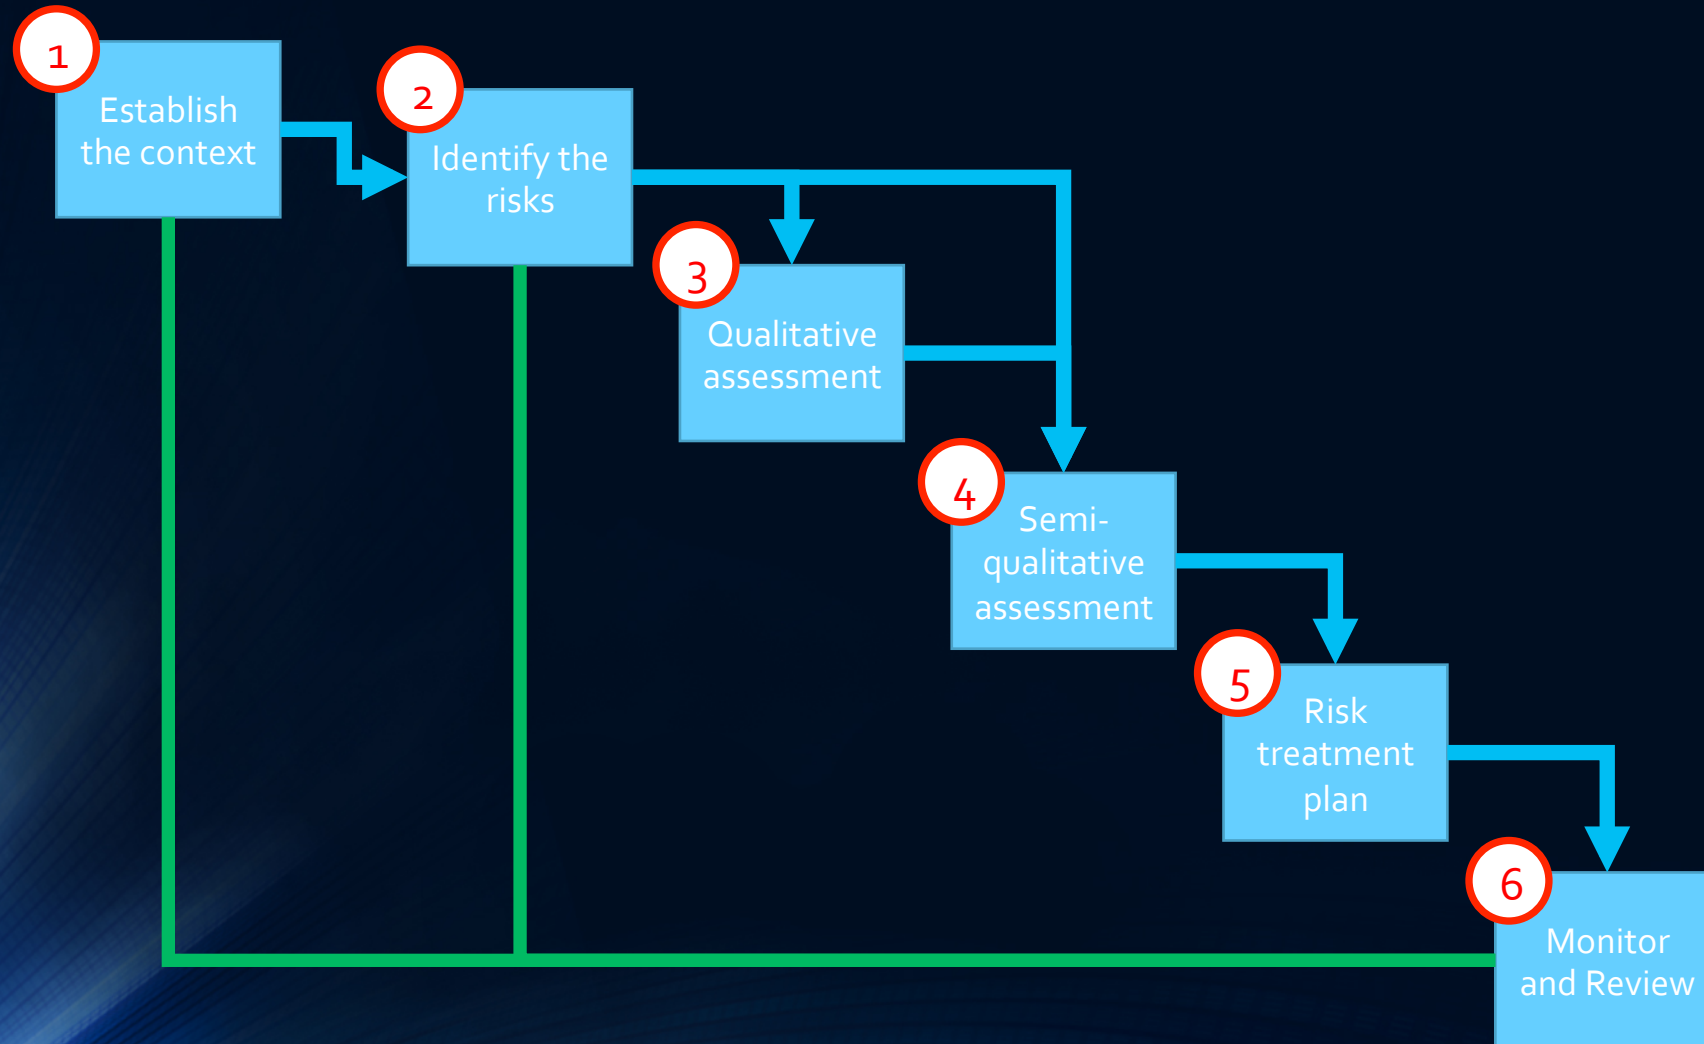 1
Establish
the context
2
Identify the
risks
3
Qualitative
assessment
4
Semi-
qualitative
assessment
5
Risk
treatment
plan
6
Monitor
and Review